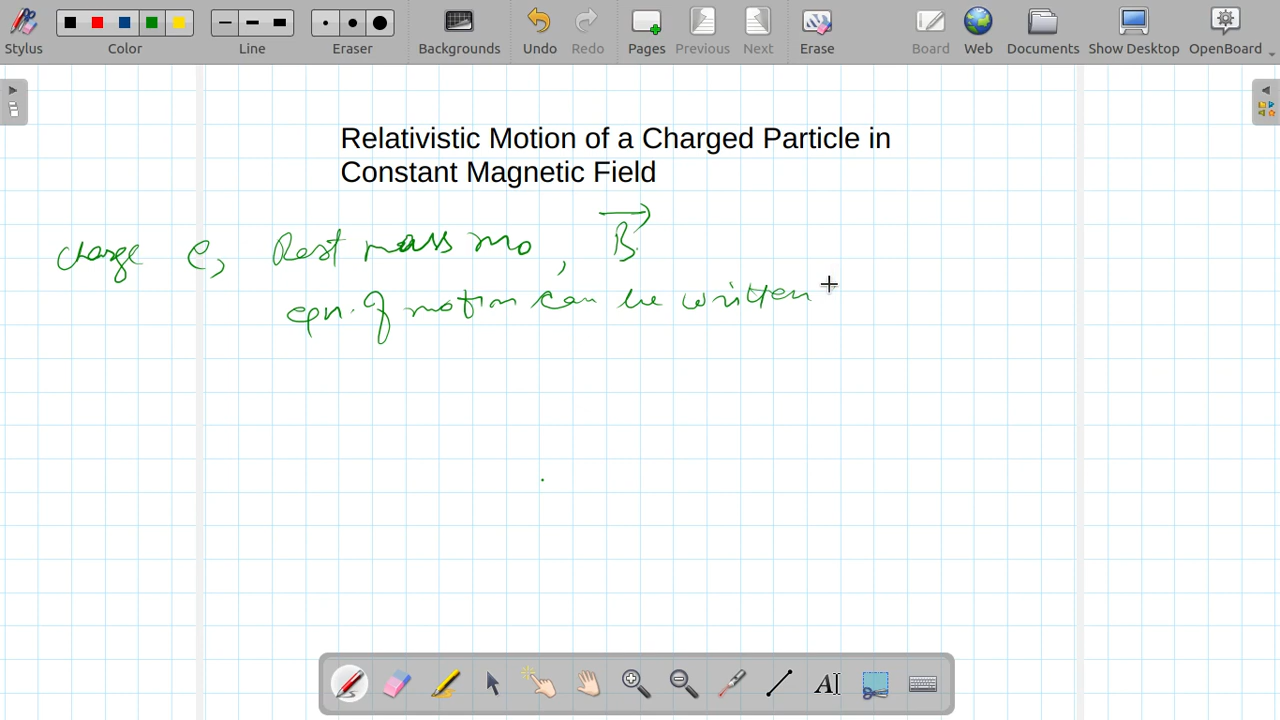 Stylus
Color
Line
Eraser
Backgrounds
Undo
Redo
Pages
Previous
Next
Erase
Board
Web
Documents
Show Desktop
OpenBoard
Relativistic Motion of a Charged Particle in
Constant Magnetic Field
charge e, Rest mass mo, B
eqn. of motion can be written